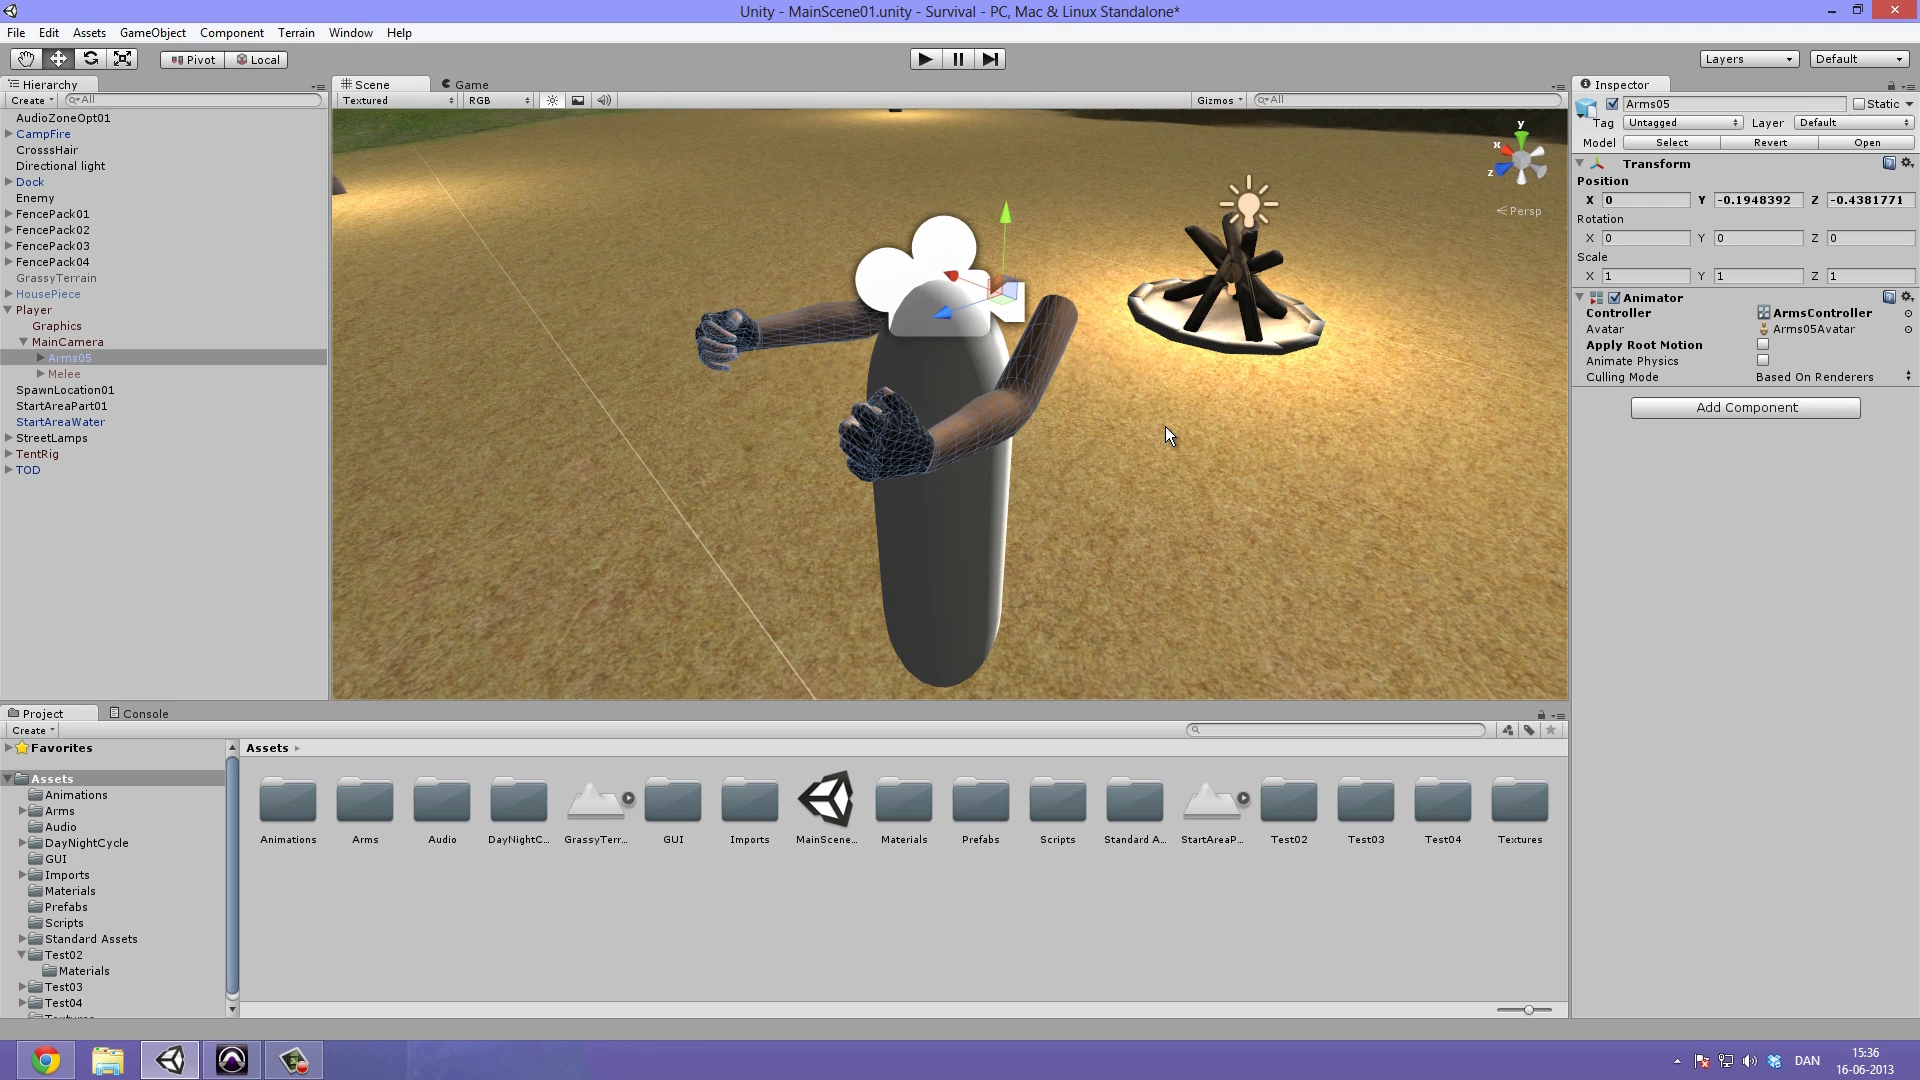 Unity - MainScene01.unity - Survival - PC, Mac & Linux Standalone*
File Edit Assets GameObject Component Terrain Window Help
Pivot Local Layers Default
Hierarchy
Create All
AudioZoneOpt01
CampFire
CrosssHair
Directional light
Dock
Enemy
FencePack01
FencePack02
FencePack03
FencePack04
GrassyTerrain
HousePiece
Player
Graphics
MainCamera
Arms05
Melee
SpawnLocation01
StartAreaPart01
StartAreaWater
StreetLamps
TentRig
TOD
Scene Game
Textured RGB Gizmos All
y
x
z
Persp
Inspector
Arms05 Static
Tag Untagged Layer Default
Model Select Revert Open
Transform
Position
X 0 Y -0.1948392 Z -0.4381771
Rotation
X 0 Y 0 Z 0
Scale
X 1 Y 1 Z 1
Animator
Controller ArmsController
Avatar Arms05Avatar
Apply Root Motion
Animate Physics
Culling Mode Based On Renderers
Add Component
Project Console
Create
Favorites
Assets
Animations
Arms
Audio
DayNightCycle
GUI
Imports
Materials
Prefabs
Scripts
Standard Assets
Test02
Materials
Test03
Test04
Textures
Assets
Animations Arms Audio DayNightC... GrassyTerr... GUI Imports MainScene... Materials Prefabs Scripts Standard A... StartAreaP... Test02 Test03 Test04 Textures
DAN
15:36
16-06-2013